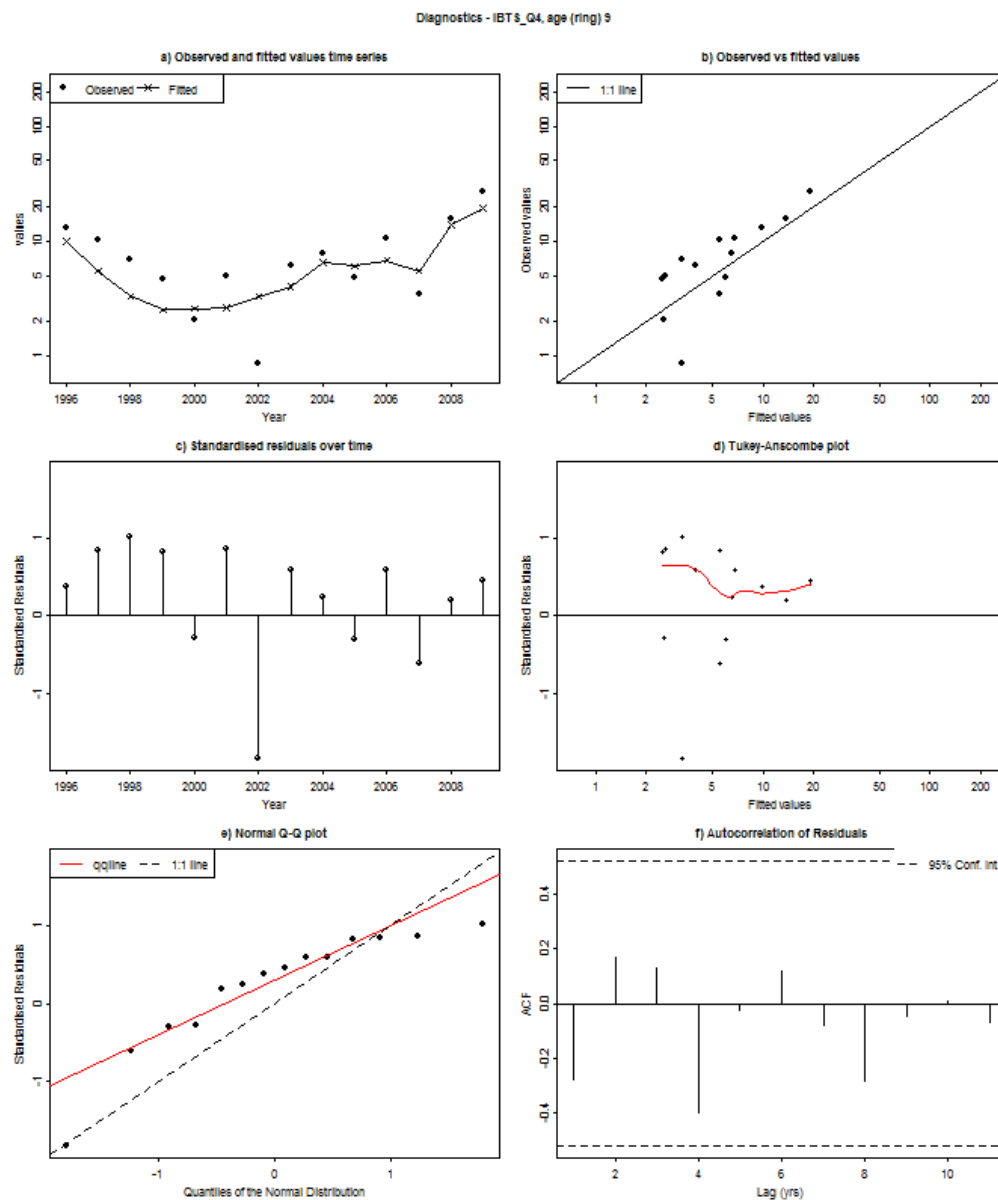 Diagnostics - IBTS_Q4, age (ring) 9
a) Observed and fitted values time series
Observed Fitted
values
200
100
50
20
10
5
2
1
1996 1998 2000 2002 2004 2006 2008
Year
b) Observed vs fitted values
1:1 line
Observed values
200
100
50
20
10
5
2
1
1 2 5 10 20 50 100 200
Fitted values
c) Standardised residuals over time
Standardised Residuals
1
0
-1
1996 1998 2000 2002 2004 2006 2008
Year
d) Tukey-Anscombe plot
Standardised Residuals
1
0
-1
1 2 5 10 20 50 100 200
Fitted values
e) Normal Q-Q plot
qqline 1:1 line
Standardised Residuals
1
0
-1
-1 0 1
Quantiles of the Normal Distribution
f) Autocorrelation of Residuals
95% Conf. Int
ACF
0.4
0.2
0.0
-0.2
-0.4
2 4 6 8 10
Lag (yrs)